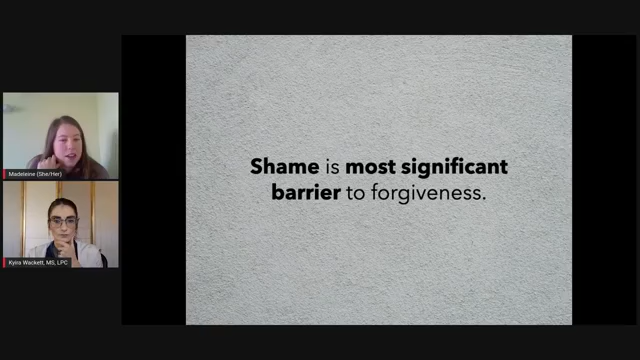 Madeleine (She/Her)
Kyira Wackett, MS, LPC
Shame is most significant
barrier to forgiveness.